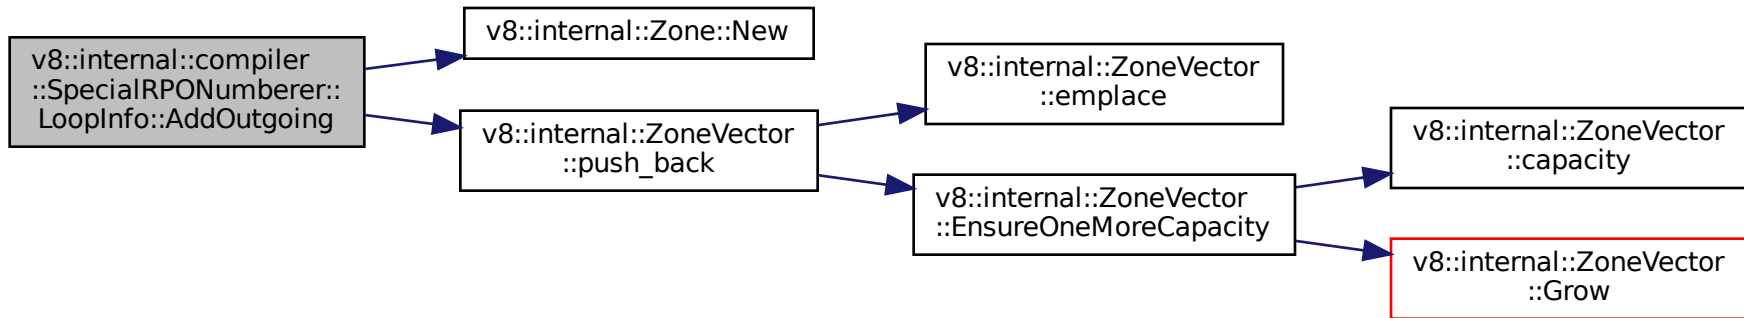 v8::internal::compiler
::SpecialRPONumberer::
LoopInfo::AddOutgoing
v8::internal::Zone::New
v8::internal::ZoneVector
::push_back
v8::internal::ZoneVector
::emplace
v8::internal::ZoneVector
::EnsureOneMoreCapacity
v8::internal::ZoneVector
::capacity
v8::internal::ZoneVector
::Grow